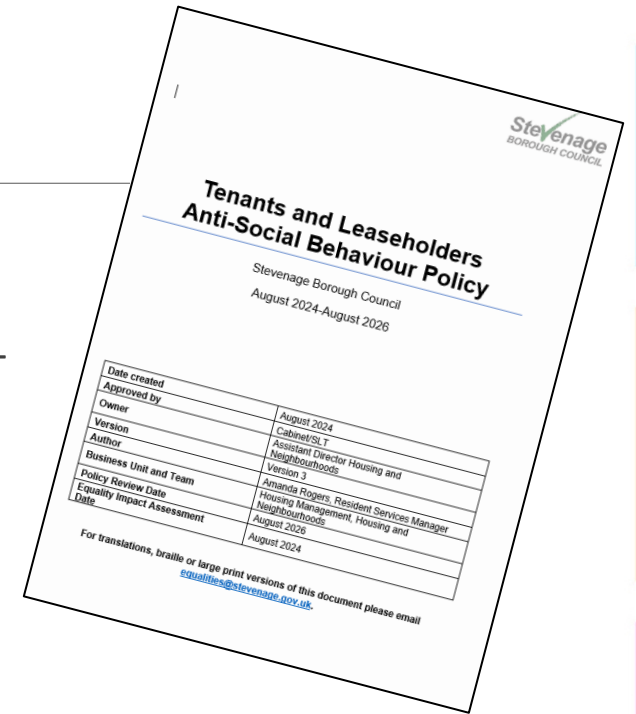 Stevenage
BOROUGH COUNCIL
Tenants and Leaseholders
Anti-Social Behaviour Policy
Stevenage Borough Council
August 2024-August 2026
Date created August 2024
Approved by Cabinet/SLT
Owner Assistant Director Housing and
Neighbourhoods
Version Version 3
Author Amanda Rogers, Resident Services Manager
Business Unit and Team Housing Management, Housing and
Neighbourhoods
Policy Review Date August 2026
Equality Impact Assessment August 2024
Date
For translations, braille or large print versions of this document please email
equalities@stevenage.gov.uk.